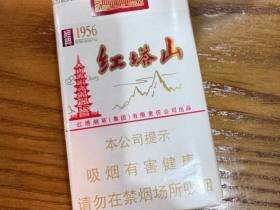 經典 1956
红塔山
红塔烟草(集团)有限责任公司出品
本公司提示
吸烟有害健康
请勿在禁烟场所吸烟